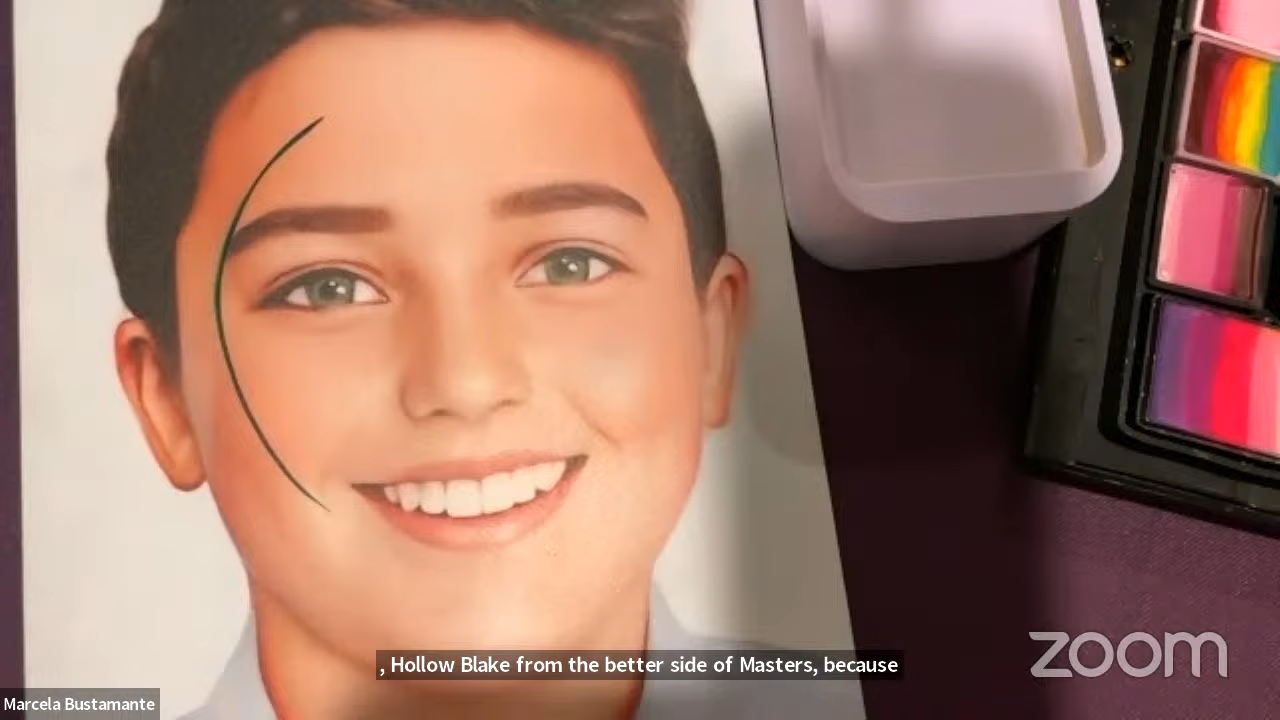 , Hollow Blake from the better side of Masters, because
zoom
Marcela Bustamante